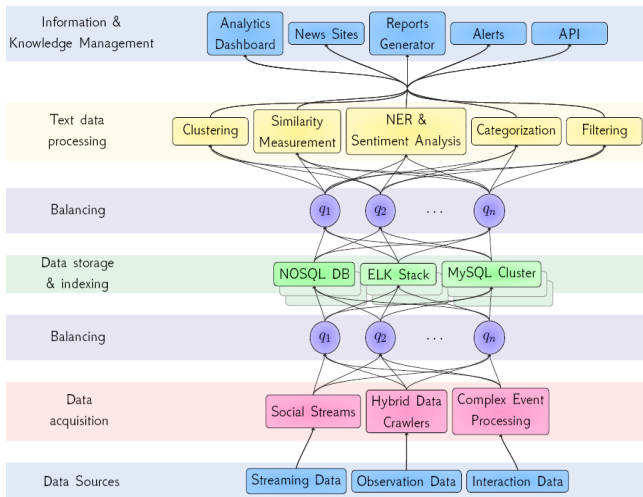 Information &
Knowledge Management
Analytics
Dashboard
News Sites
Reports
Generator
Alerts
API
Text data
processing
Clustering
Similarity
Measurement
NER &
Sentiment Analysis
Categorization
Filtering
Balancing
q1
q2
...
qn
Data storage
& indexing
NOSQL DB
ELK Stack
MySQL Cluster
Balancing
q1
q2
...
qn
Data
acquisition
Social Streams
Hybrid Data
Crawlers
Complex Event
Processing
Data Sources
Streaming Data
Observation Data
Interaction Data